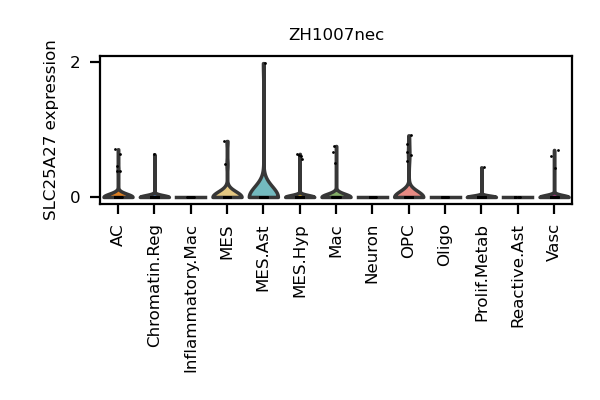 ZH1007nec
SLC25A27 expression
2
0
AC
Chromatin.Reg
Inflammatory.Mac
MES
MES.Ast
MES.Hyp
Mac
Neuron
OPC
Oligo
Prolif.Metab
Reactive.Ast
Vasc